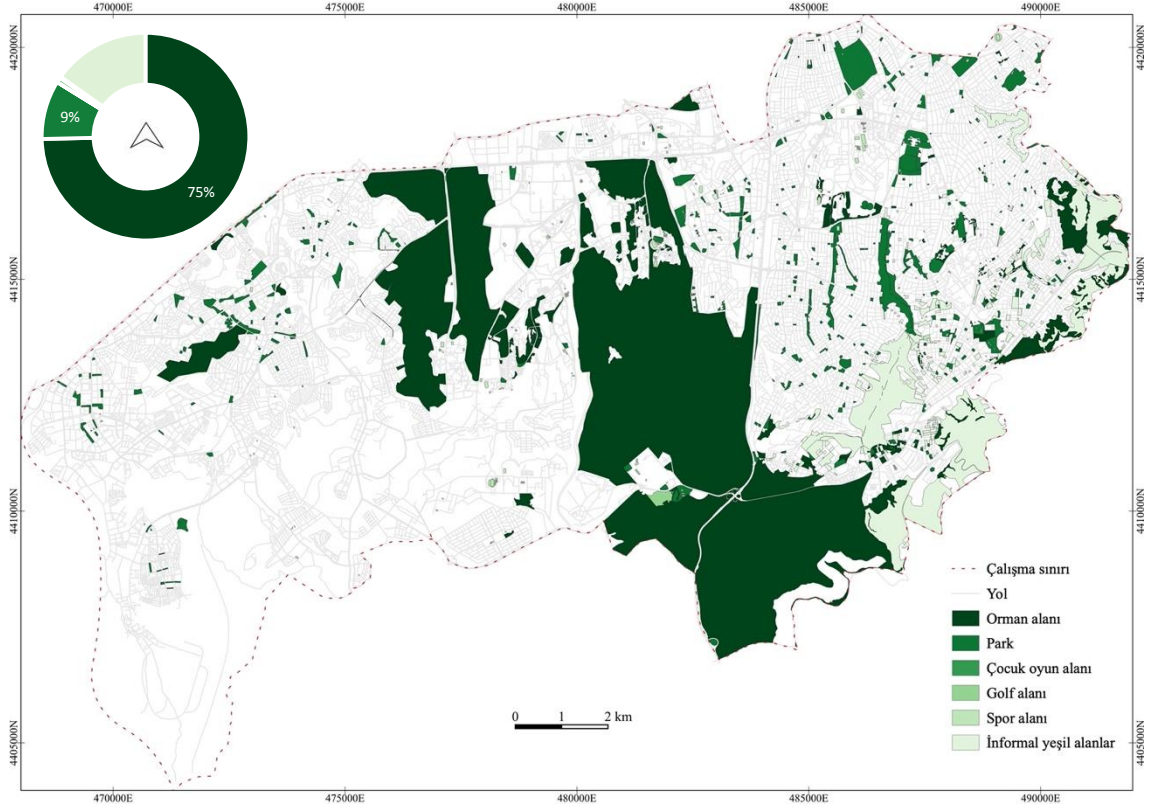 470000E 475000E 480000E 485000E 490000E
4420000N 4420000N
9%
75%
4415000N 4415000N
4410000N 4410000N
Çalışma sınırı
Yol
Orman alanı
Park
Çocuk oyun alanı
Golf alanı
Spor alanı
İnformal yeşil alanlar
0 1 2 km
4405000N 4405000N
470000E 475000E 480000E 485000E 490000E